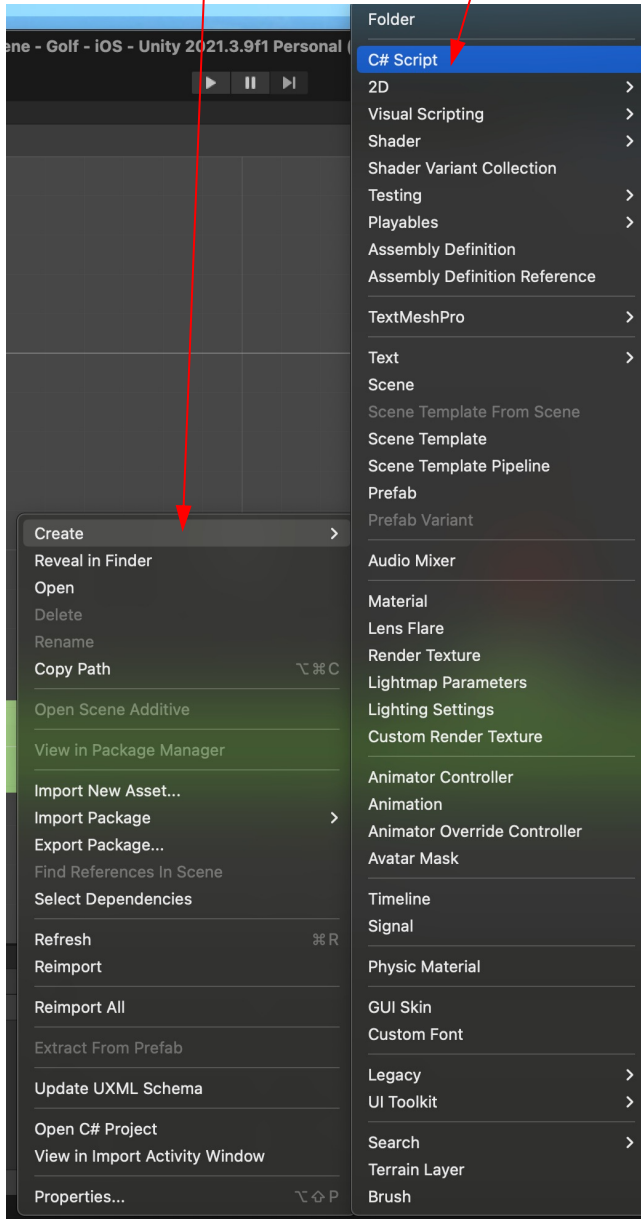 ene - Golf - iOS - Unity 2021.3.9f1 Personal (
Create >
Reveal in Finder
Open
Delete
Rename
Copy Path ⌥⌘C
Open Scene Additive
View in Package Manager
Import New Asset...
Import Package >
Export Package...
Find References In Scene
Select Dependencies
Refresh ⌘R
Reimport
Reimport All
Extract From Prefab
Update UXML Schema
Open C# Project
View in Import Activity Window
Properties... ⌥⇧P
Folder
C# Script
2D >
Visual Scripting >
Shader >
Shader Variant Collection
Testing >
Playables >
Assembly Definition
Assembly Definition Reference
TextMeshPro >
Text >
Scene
Scene Template From Scene
Scene Template
Scene Template Pipeline
Prefab
Prefab Variant
Audio Mixer
Material
Lens Flare
Render Texture
Lightmap Parameters
Lighting Settings
Custom Render Texture
Animator Controller
Animation
Animator Override Controller
Avatar Mask
Timeline
Signal
Physic Material
GUI Skin
Custom Font
Legacy >
UI Toolkit >
Search >
Terrain Layer
Brush